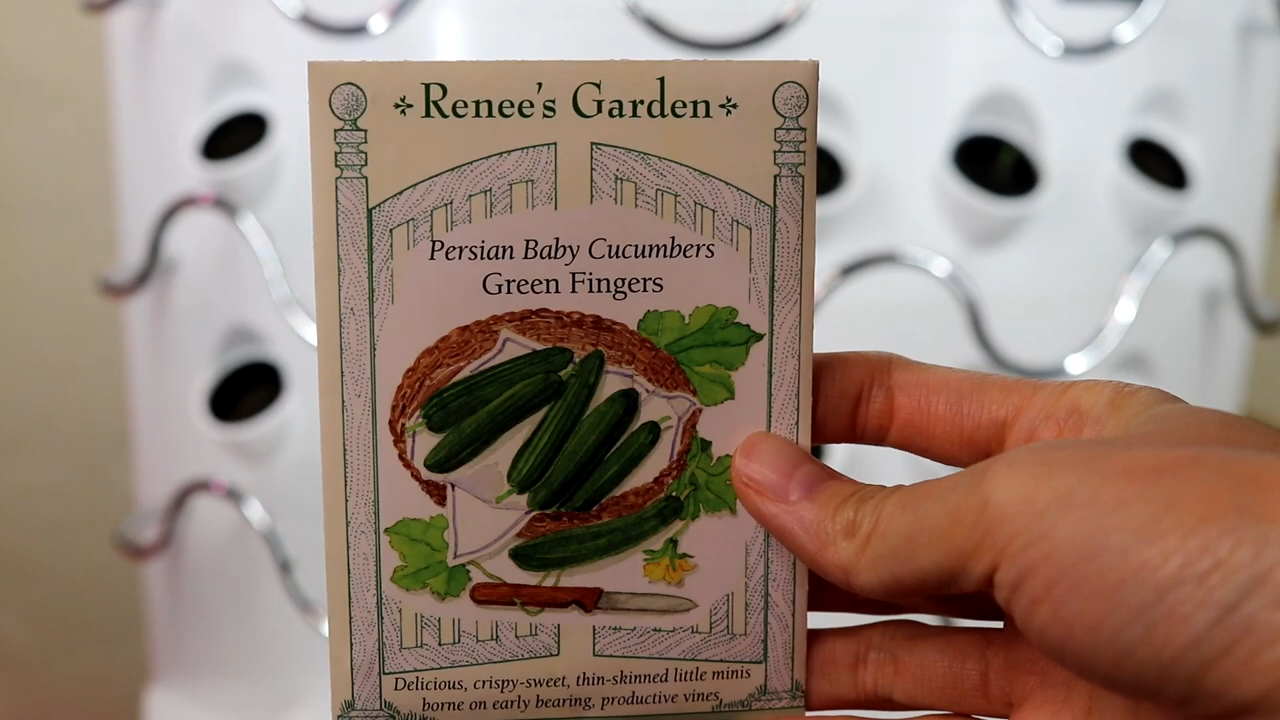 Renee's Garden
Persian Baby Cucumbers
Green Fingers
Delicious, crispy-sweet, thin-skinned little minis
borne on early bearing, productive vines.